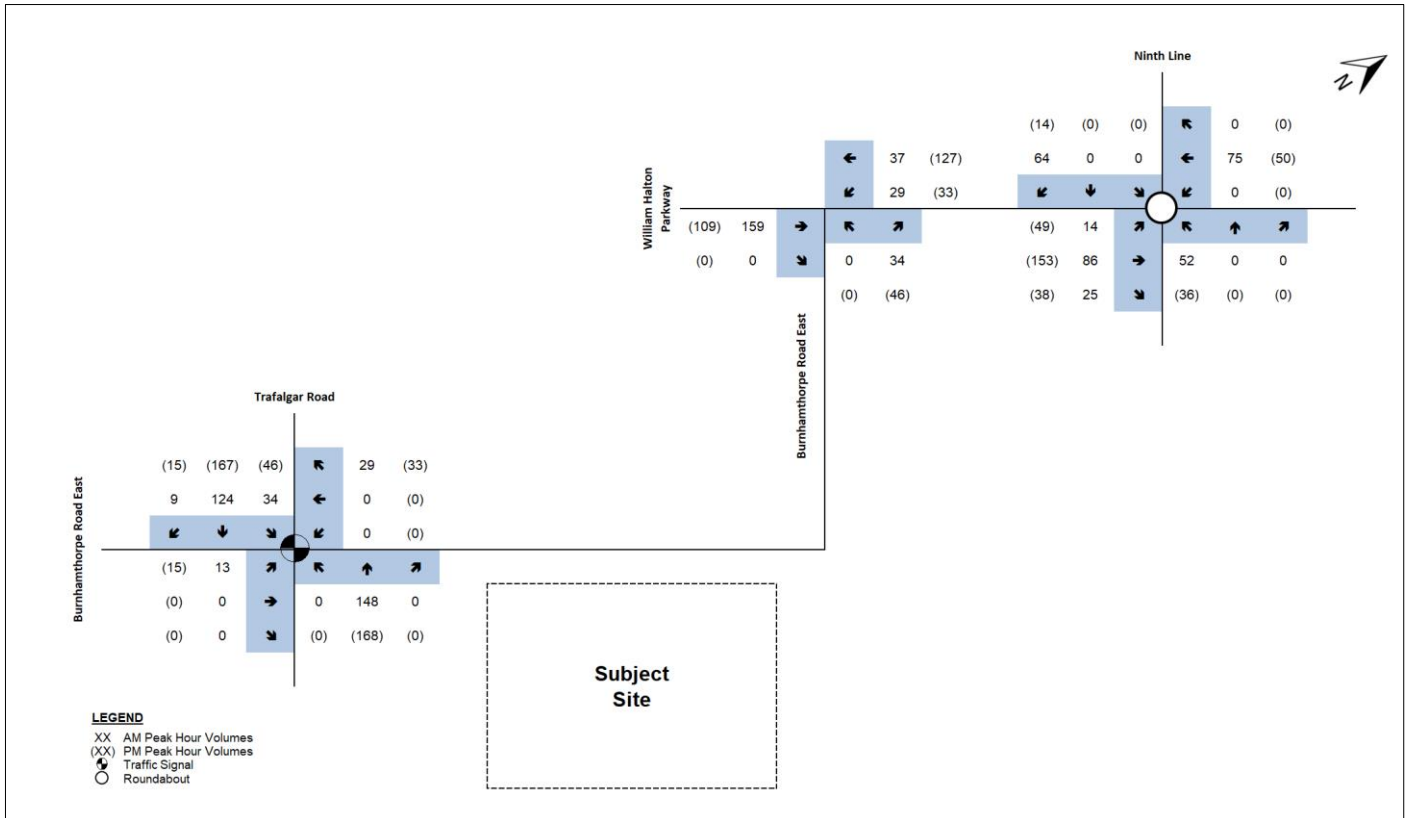 Ninth Line
N
(14) (0) (0) 0 (0)
37 (127) 64 0 0 75 (50)
William Halton
Parkway
29 (33) 0 (0)
(109) 159 (49) 14
(0) 0 0 34 (153) 86 52 0 0
(0) (46) (38) 25 (36) (0) (0)
Burnhamthorpe Road East
Trafalgar Road
(15) (167) (46) 29 (33)
9 124 34 0 (0)
0 (0)
Burnhamthorpe Road East
(15) 13
(0) 0 0 148 0
(0) 0 (0) (168) (0)
Subject
Site
LEGEND
XX AM Peak Hour Volumes
(XX) PM Peak Hour Volumes
Traffic Signal
Roundabout